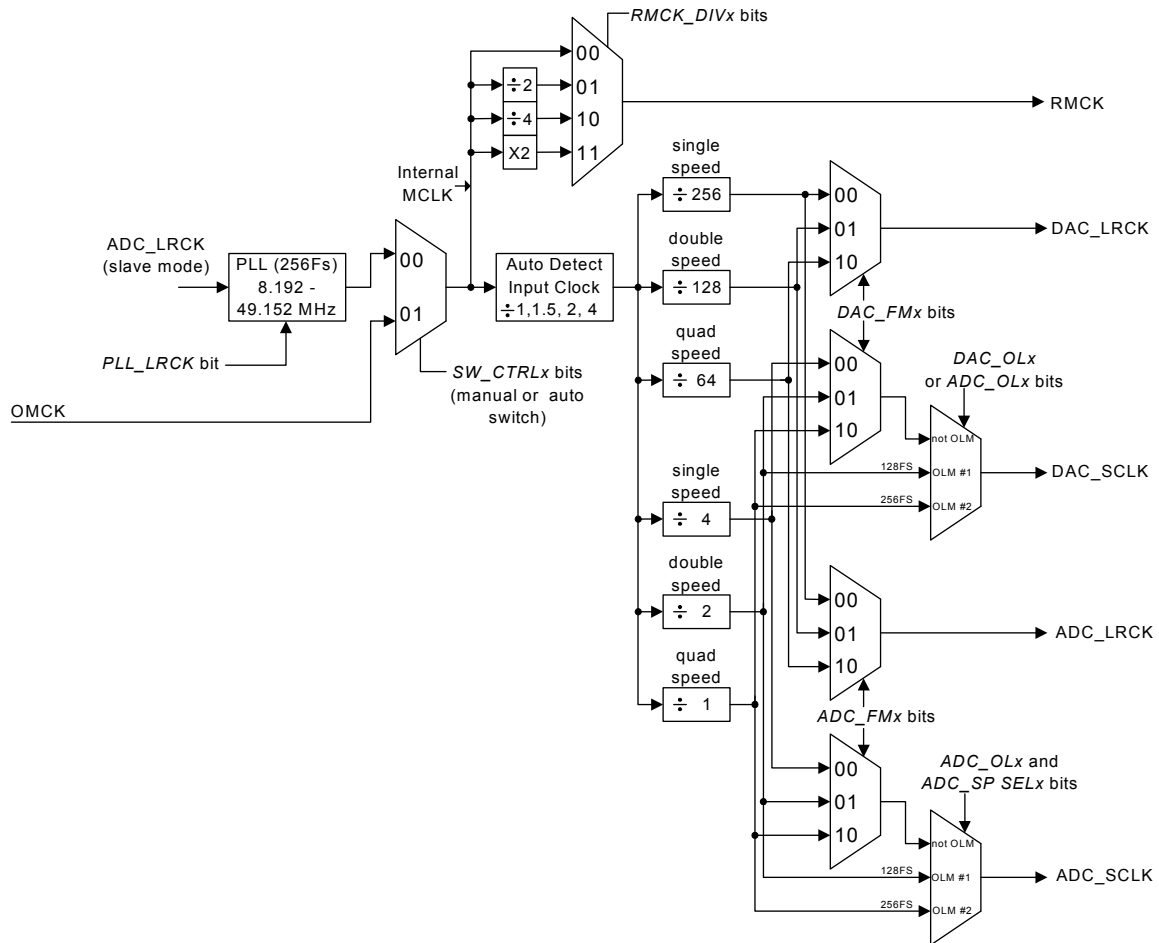 RMCK_DIVx bits
00
÷2
01
÷4
10
X2
11
RMCK
Internal
MCLK
single
speed
÷ 256
00
01
10
DAC_LRCK
ADC_LRCK
(slave mode)
PLL (256Fs)
8.192 -
49.152 MHz
00
01
Auto Detect
Input Clock
÷1,1.5, 2, 4
double
speed
÷ 128
DAC_FMx bits
PLL_LRCK bit
SW_CTRLx bits
(manual or auto
switch)
OMCK
quad
speed
÷ 64
00
01
10
DAC_OLx
or ADC_OLx bits
not OLM
128FS
OLM #1
256FS
OLM #2
DAC_SCLK
single
speed
÷ 4
double
speed
÷ 2
quad
speed
÷ 1
00
01
10
ADC_LRCK
ADC_FMx bits
00
01
10
ADC_OLx and
ADC_SP SELx bits
not OLM
128FS
OLM #1
256FS
OLM #2
ADC_SCLK